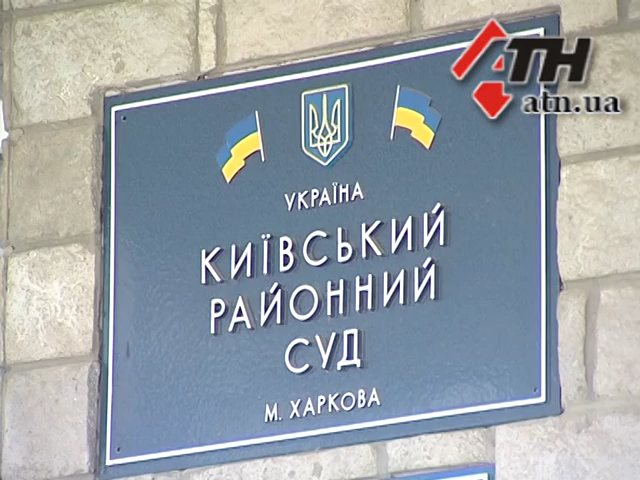 АТН
atn.ua
УКРАЇНА
КИЇВСЬКИЙ
РАЙОННИЙ
СУД
М. ХАРКОВА